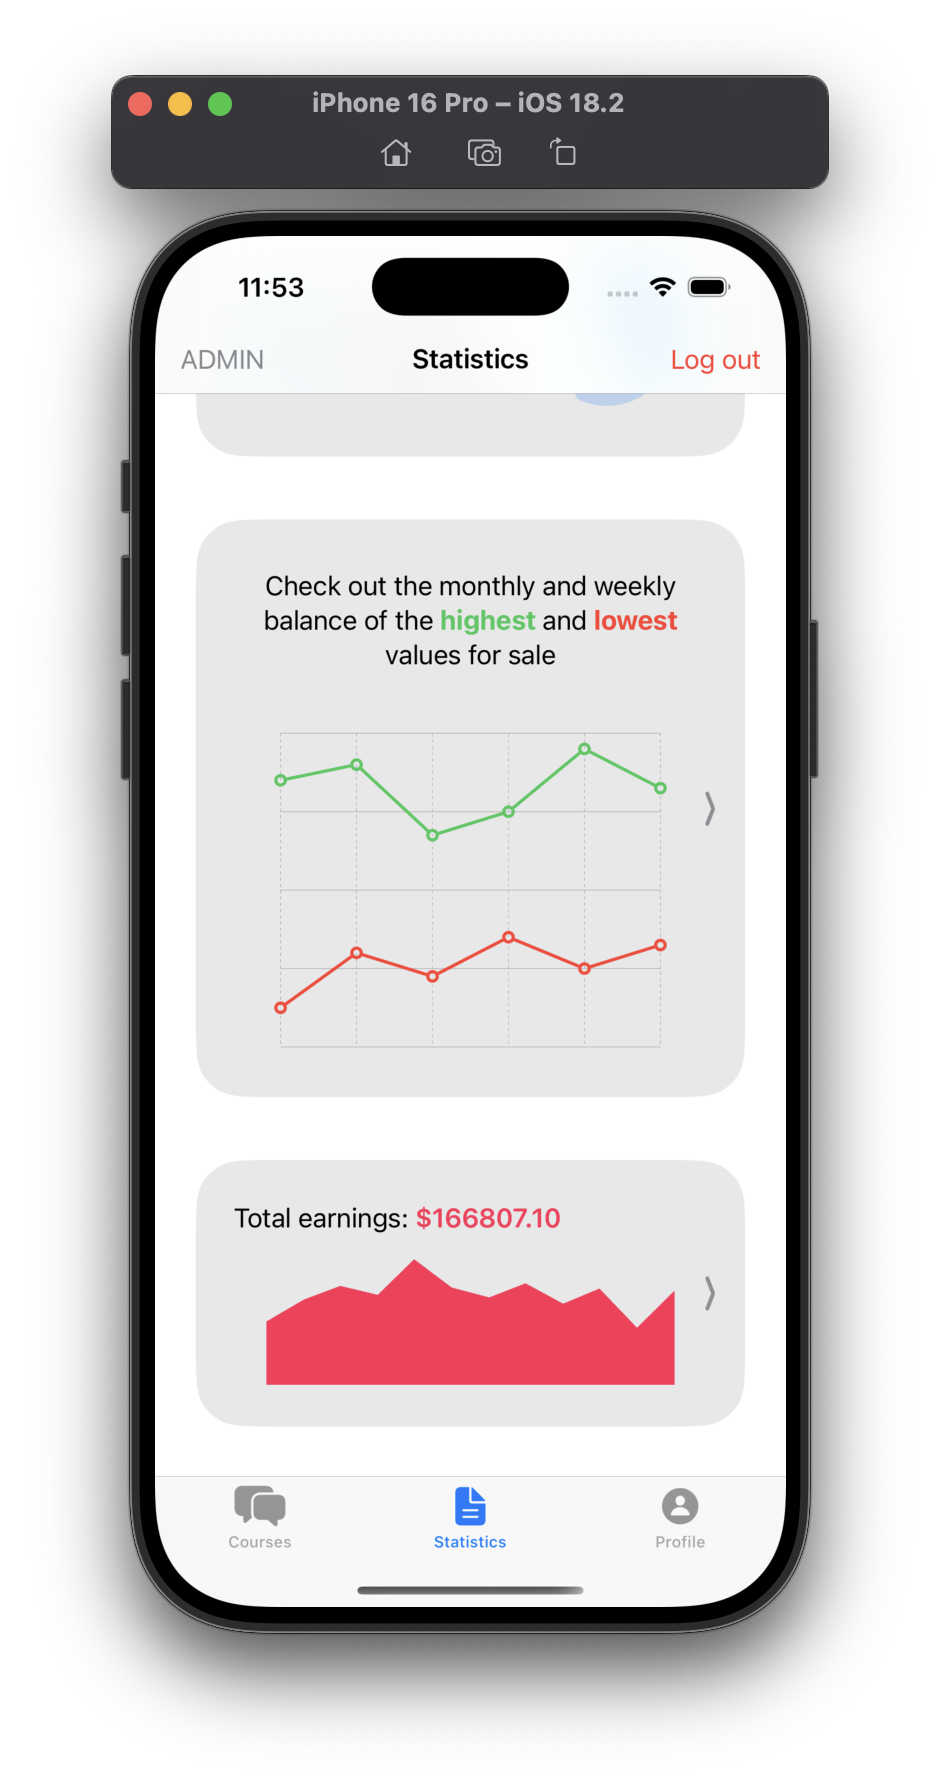 iPhone 16 Pro – iOS 18.2
11:53
ADMIN
Statistics
Log out
Check out the monthly and weekly
balance of the highest and lowest
values for sale
Total earnings: $166807.10
Courses
Statistics
Profile